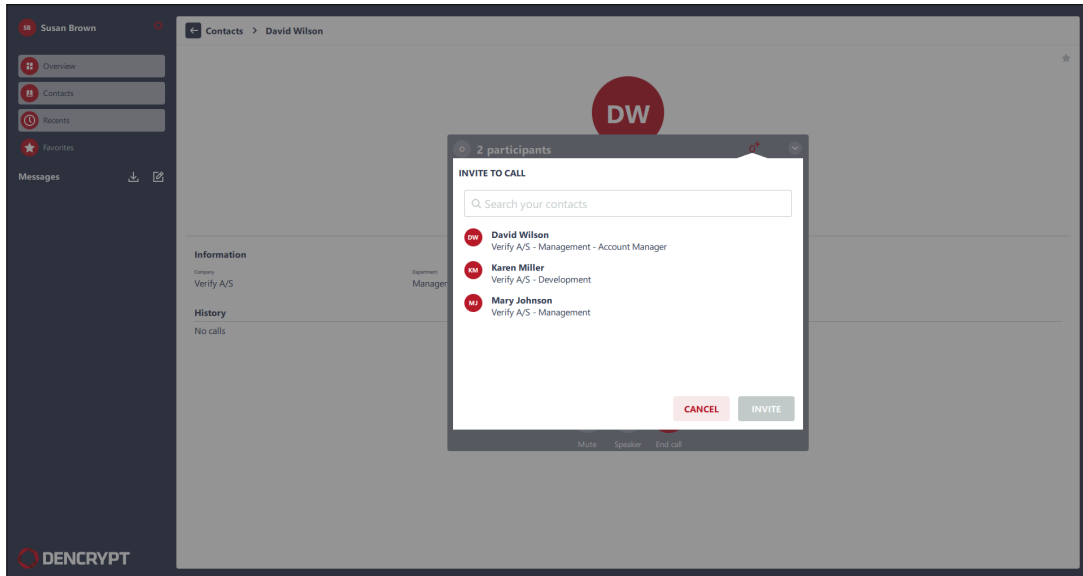 SB Susan Brown
Overview
Contacts
Recents
Favorites
Messages
DENCRYPT
Contacts > David Wilson
DW
2 participants
INVITE TO CALL
Search your contacts
DW David Wilson
Verify A/S - Management - Account Manager
KM Karen Miller
Verify A/S - Development
MJ Mary Johnson
Verify A/S - Management
CANCEL INVITE
Mute Speaker End call
Information
Company Department
Verify A/S Manager
History
No calls